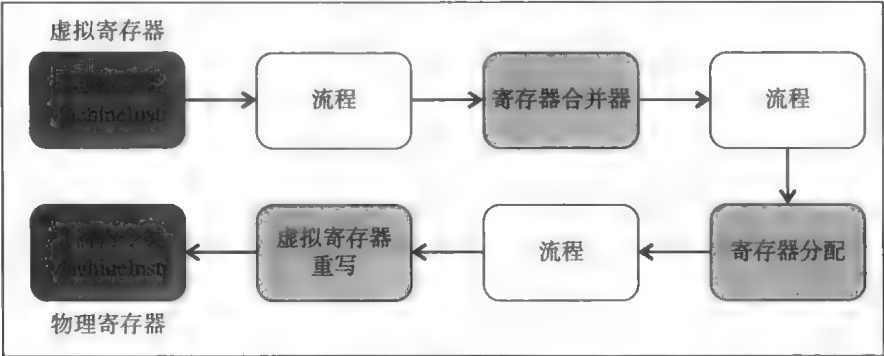 虚拟寄存器
流程
寄存器合并器
流程
MachineInstr
虚拟寄存器
重写
流程
寄存器分配
物理寄存器